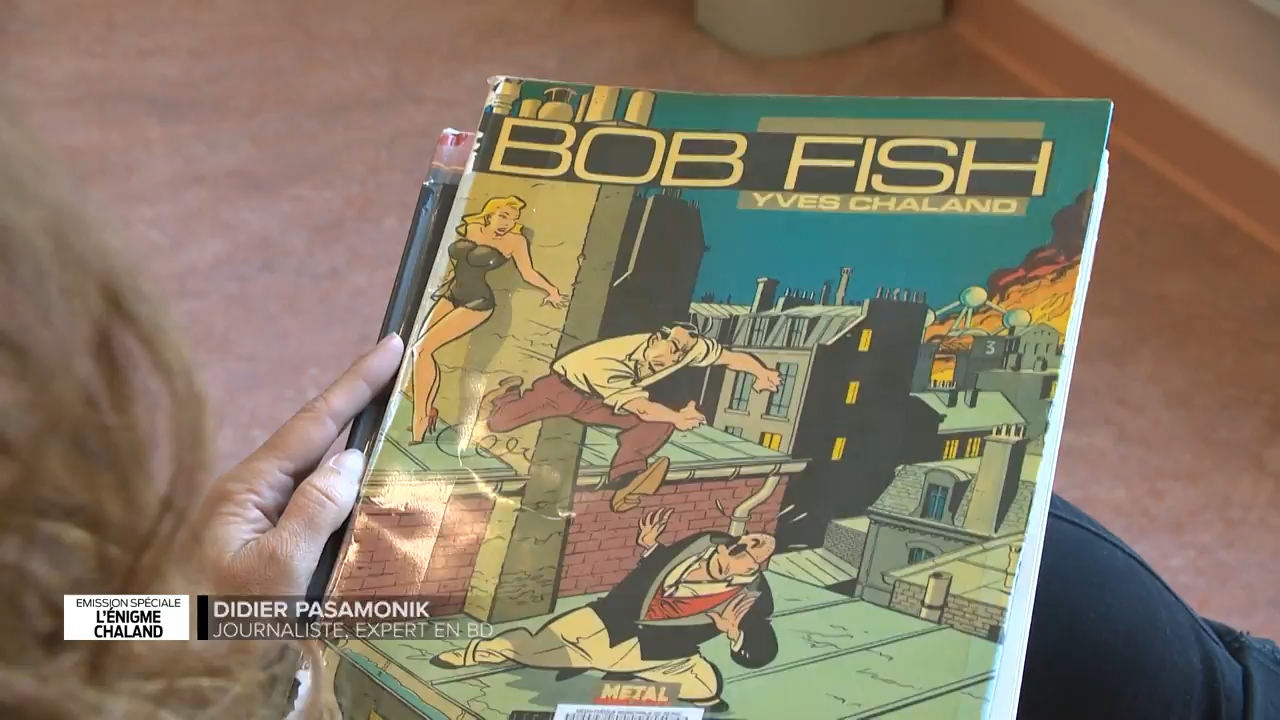 BOB FISH
YVES CHALAND
3
EMISSION SPÉCIALE
L'ÉNIGME
CHALAND
DIDIER PASAMONIK
JOURNALISTE, EXPERT EN BD
METAL